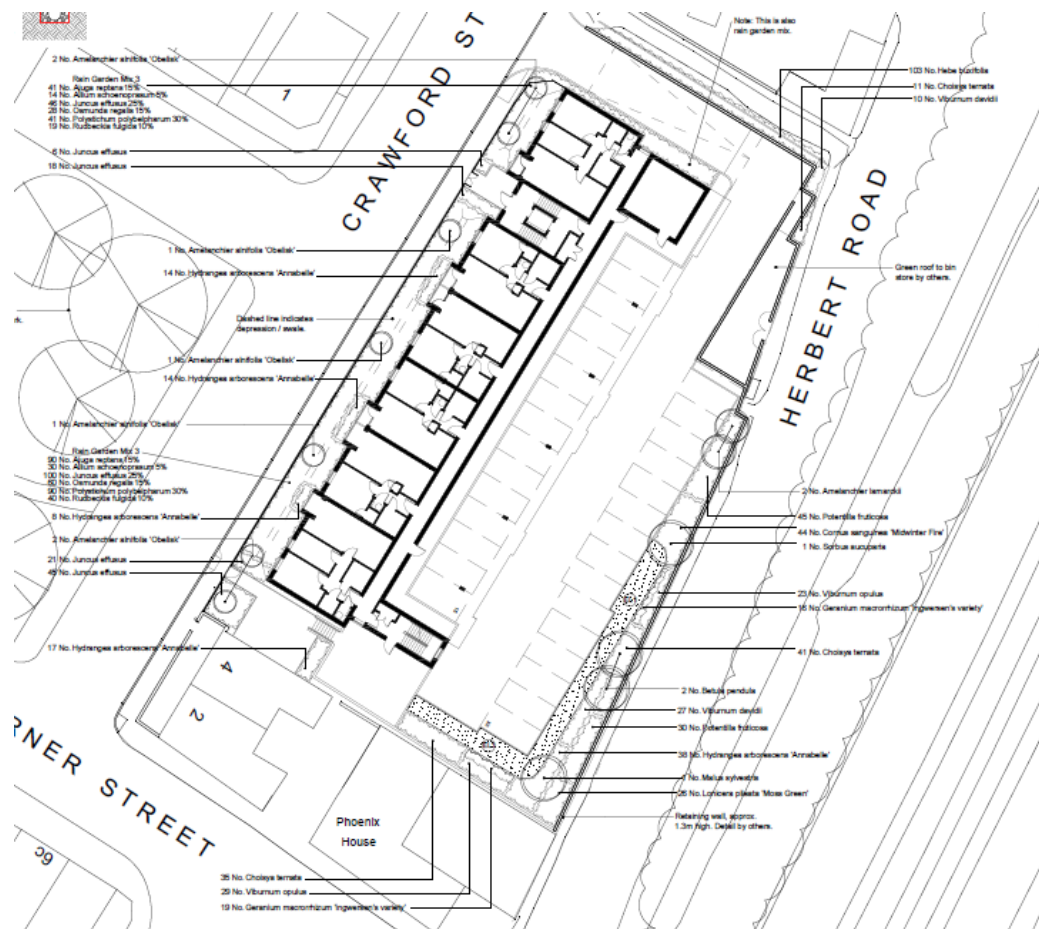 Note: This is also
rain garden mix.
2 No. Amelanchier alnifolia 'Obelisk'
Rain Garden Mix 3
41 No. Ajuga reptans 15%
14 No. Allium schoenoprasum 5%
46 No. Juncus effusus 25%
28 No. Osmunda regalis 15%
41 No. Polystichum polyblepharum 30%
19 No. Rudbeckia fulgida 10%
6 No. Juncus effusus
18 No. Juncus effusus
1
CRAWFORD ST
103 No. Hebe buxifolia
11 No. Choisya ternata
10 No. Viburnum davidii
HERBERT ROAD
1 No. Amelanchier alnifolia 'Obelisk'
14 No. Hydrangea arborescens 'Annabelle'
Green roof to bin
store by others.
Dashed line indicates
depression / swale.
rk.
1 No. Amelanchier alnifolia 'Obelisk'
14 No. Hydrangea arborescens 'Annabelle'
1 No. Amelanchier alnifolia 'Obelisk'
Rain Garden Mix 3
90 No. Ajuga reptans 15%
30 No. Allium schoenoprasum 5%
100 No. Juncus effusus 25%
60 No. Osmunda regalis 15%
90 No. Polystichum polyblepharum 30%
40 No. Rudbeckia fulgida 10%
8 No. Hydrangea arborescens 'Annabelle'
2 No. Amelanchier alnifolia 'Obelisk'
21 No. Juncus effusus
45 No. Juncus effusus
17 No. Hydrangea arborescens 'Annabelle'
2 No. Amelanchier lamarckii
45 No. Potentilla fruticosa
44 No. Cornus sanguinea 'Midwinter Fire'
1 No. Sorbus aucuparia
23 No. Viburnum opulus
16 No. Geranium macrorrhizum 'Ingwersen's variety'
41 No. Choisya ternata
2 No. Betula pendula
27 No. Viburnum davidii
30 No. Potentilla fruticosa
38 No. Hydrangea arborescens 'Annabelle'
1 No. Malus sylvestris
26 No. Lonicera pileata 'Moss Green'
Retaining wall, approx.
1.3m high. Detail by others.
4
2
RNER STREET
Phoenix
House
6c
35 No. Choisya ternata
29 No. Viburnum opulus
19 No. Geranium macrorrhizum 'Ingwersen's variety'